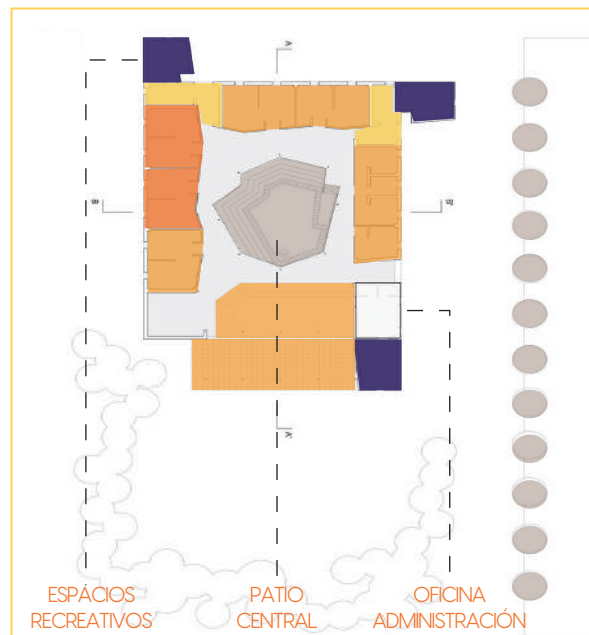 A
B
B'
A'
ESPÁCIOS
RECREATIVOS
PATIO
CENTRAL
OFICINA
ADMINISTRACIÓN